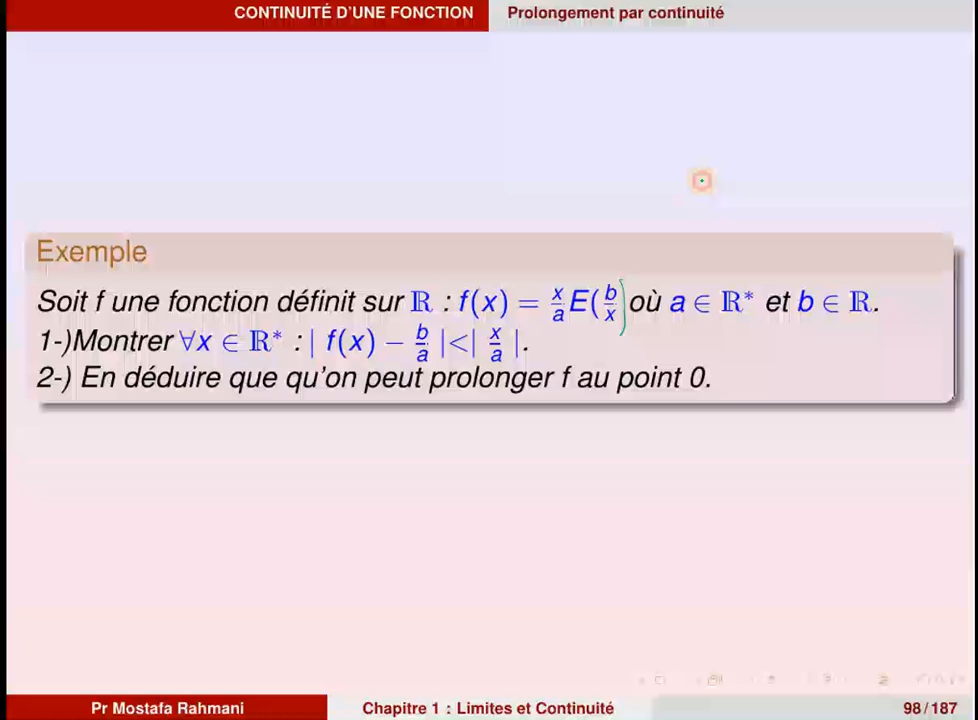 CONTINUITÉ D'UNE FONCTION Prolongement par continuité
Exemple
Soit f une fonction définit sur ℝ : f(x) = x/a E(b/x) où a ∈ ℝ* et b ∈ ℝ.
1-)Montrer ∀x ∈ ℝ* : | f(x) − b/a |<| x/a |.
2-) En déduire que qu'on peut prolonger f au point 0.
Pr Mostafa Rahmani Chapitre 1 : Limites et Continuité 98 / 187